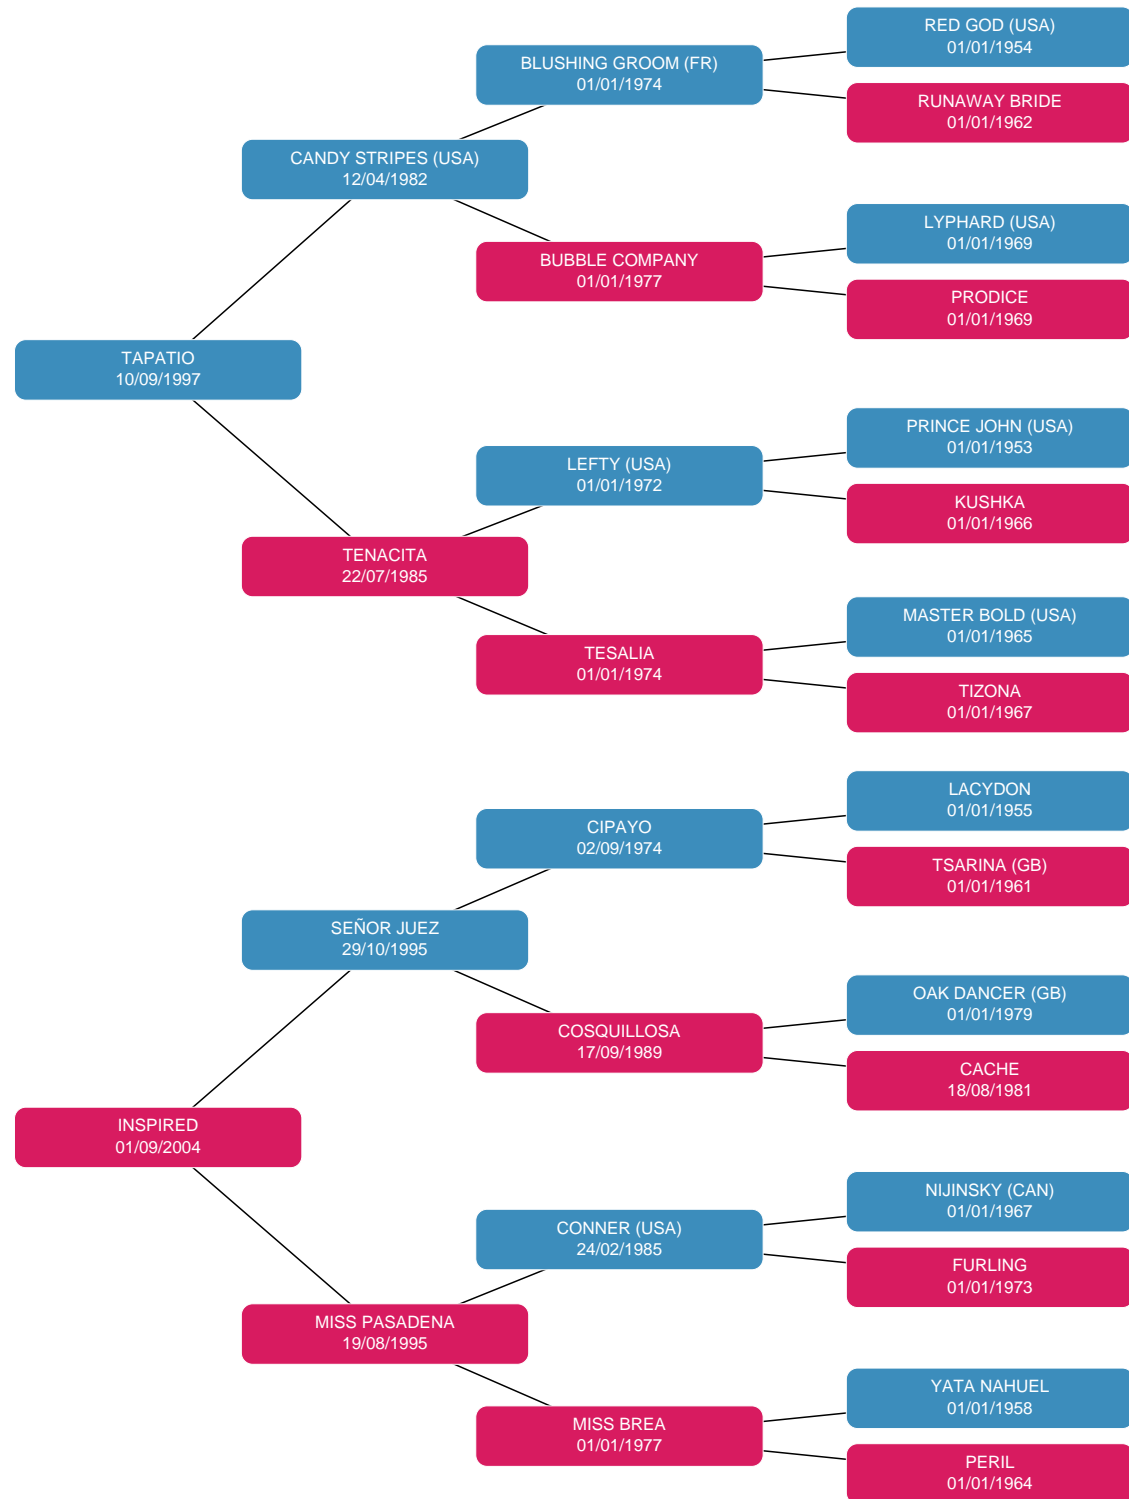 RED GOD (USA)
01/01/1954
BLUSHING GROOM (FR)
01/01/1974
RUNAWAY BRIDE
01/01/1962
CANDY STRIPES (USA)
12/04/1982
LYPHARD (USA)
01/01/1969
BUBBLE COMPANY
01/01/1977
PRODICE
01/01/1969
TAPATIO
10/09/1997
PRINCE JOHN (USA)
01/01/1953
LEFTY (USA)
01/01/1972
KUSHKA
01/01/1966
TENACITA
22/07/1985
MASTER BOLD (USA)
01/01/1965
TESALIA
01/01/1974
TIZONA
01/01/1967
LACYDON
01/01/1955
CIPAYO
02/09/1974
TSARINA (GB)
01/01/1961
SEÑOR JUEZ
29/10/1995
OAK DANCER (GB)
01/01/1979
COSQUILLOSA
17/09/1989
CACHE
18/08/1981
INSPIRED
01/09/2004
NIJINSKY (CAN)
01/01/1967
CONNER (USA)
24/02/1985
FURLING
01/01/1973
MISS PASADENA
19/08/1995
YATA NAHUEL
01/01/1958
MISS BREA
01/01/1977
PERIL
01/01/1964